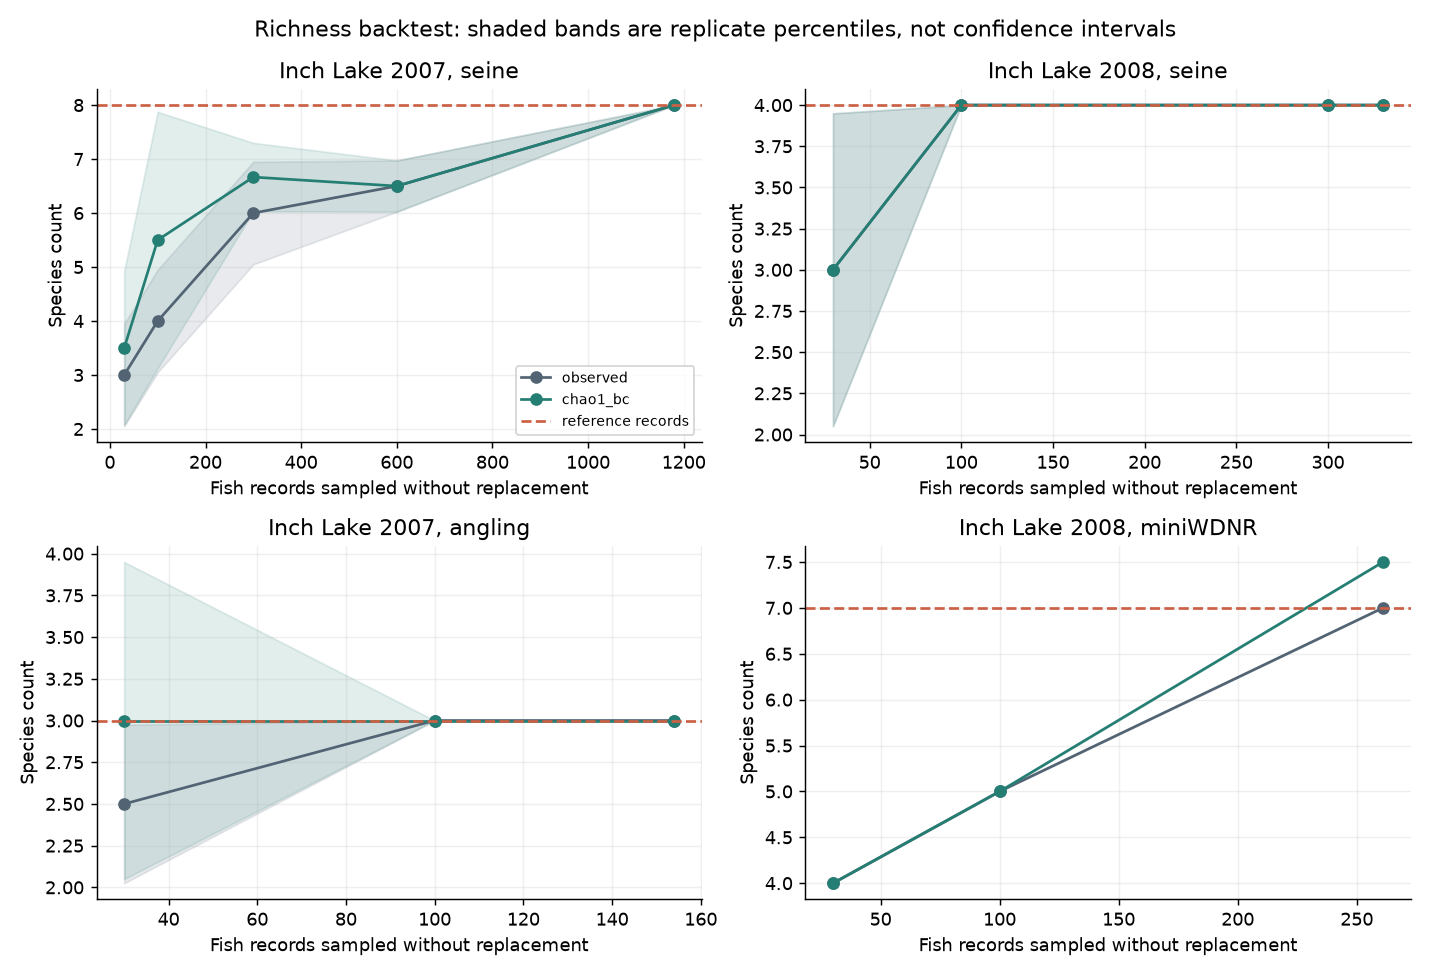 Richness backtest: shaded bands are replicate percentiles, not confidence intervals
Inch Lake 2007, seine
8
7
6
5
4
3
2
Species count
0 200 400 600 800 1000 1200
Fish records sampled without replacement
observed
chao1_bc
reference records
Inch Lake 2008, seine
4.00
3.75
3.50
3.25
3.00
2.75
2.50
2.25
2.00
Species count
50 100 150 200 250 300
Fish records sampled without replacement
Inch Lake 2007, angling
4.00
3.75
3.50
3.25
3.00
2.75
2.50
2.25
2.00
Species count
40 60 80 100 120 140 160
Fish records sampled without replacement
Inch Lake 2008, miniWDNR
7.5
7.0
6.5
6.0
5.5
5.0
4.5
4.0
Species count
50 100 150 200 250
Fish records sampled without replacement